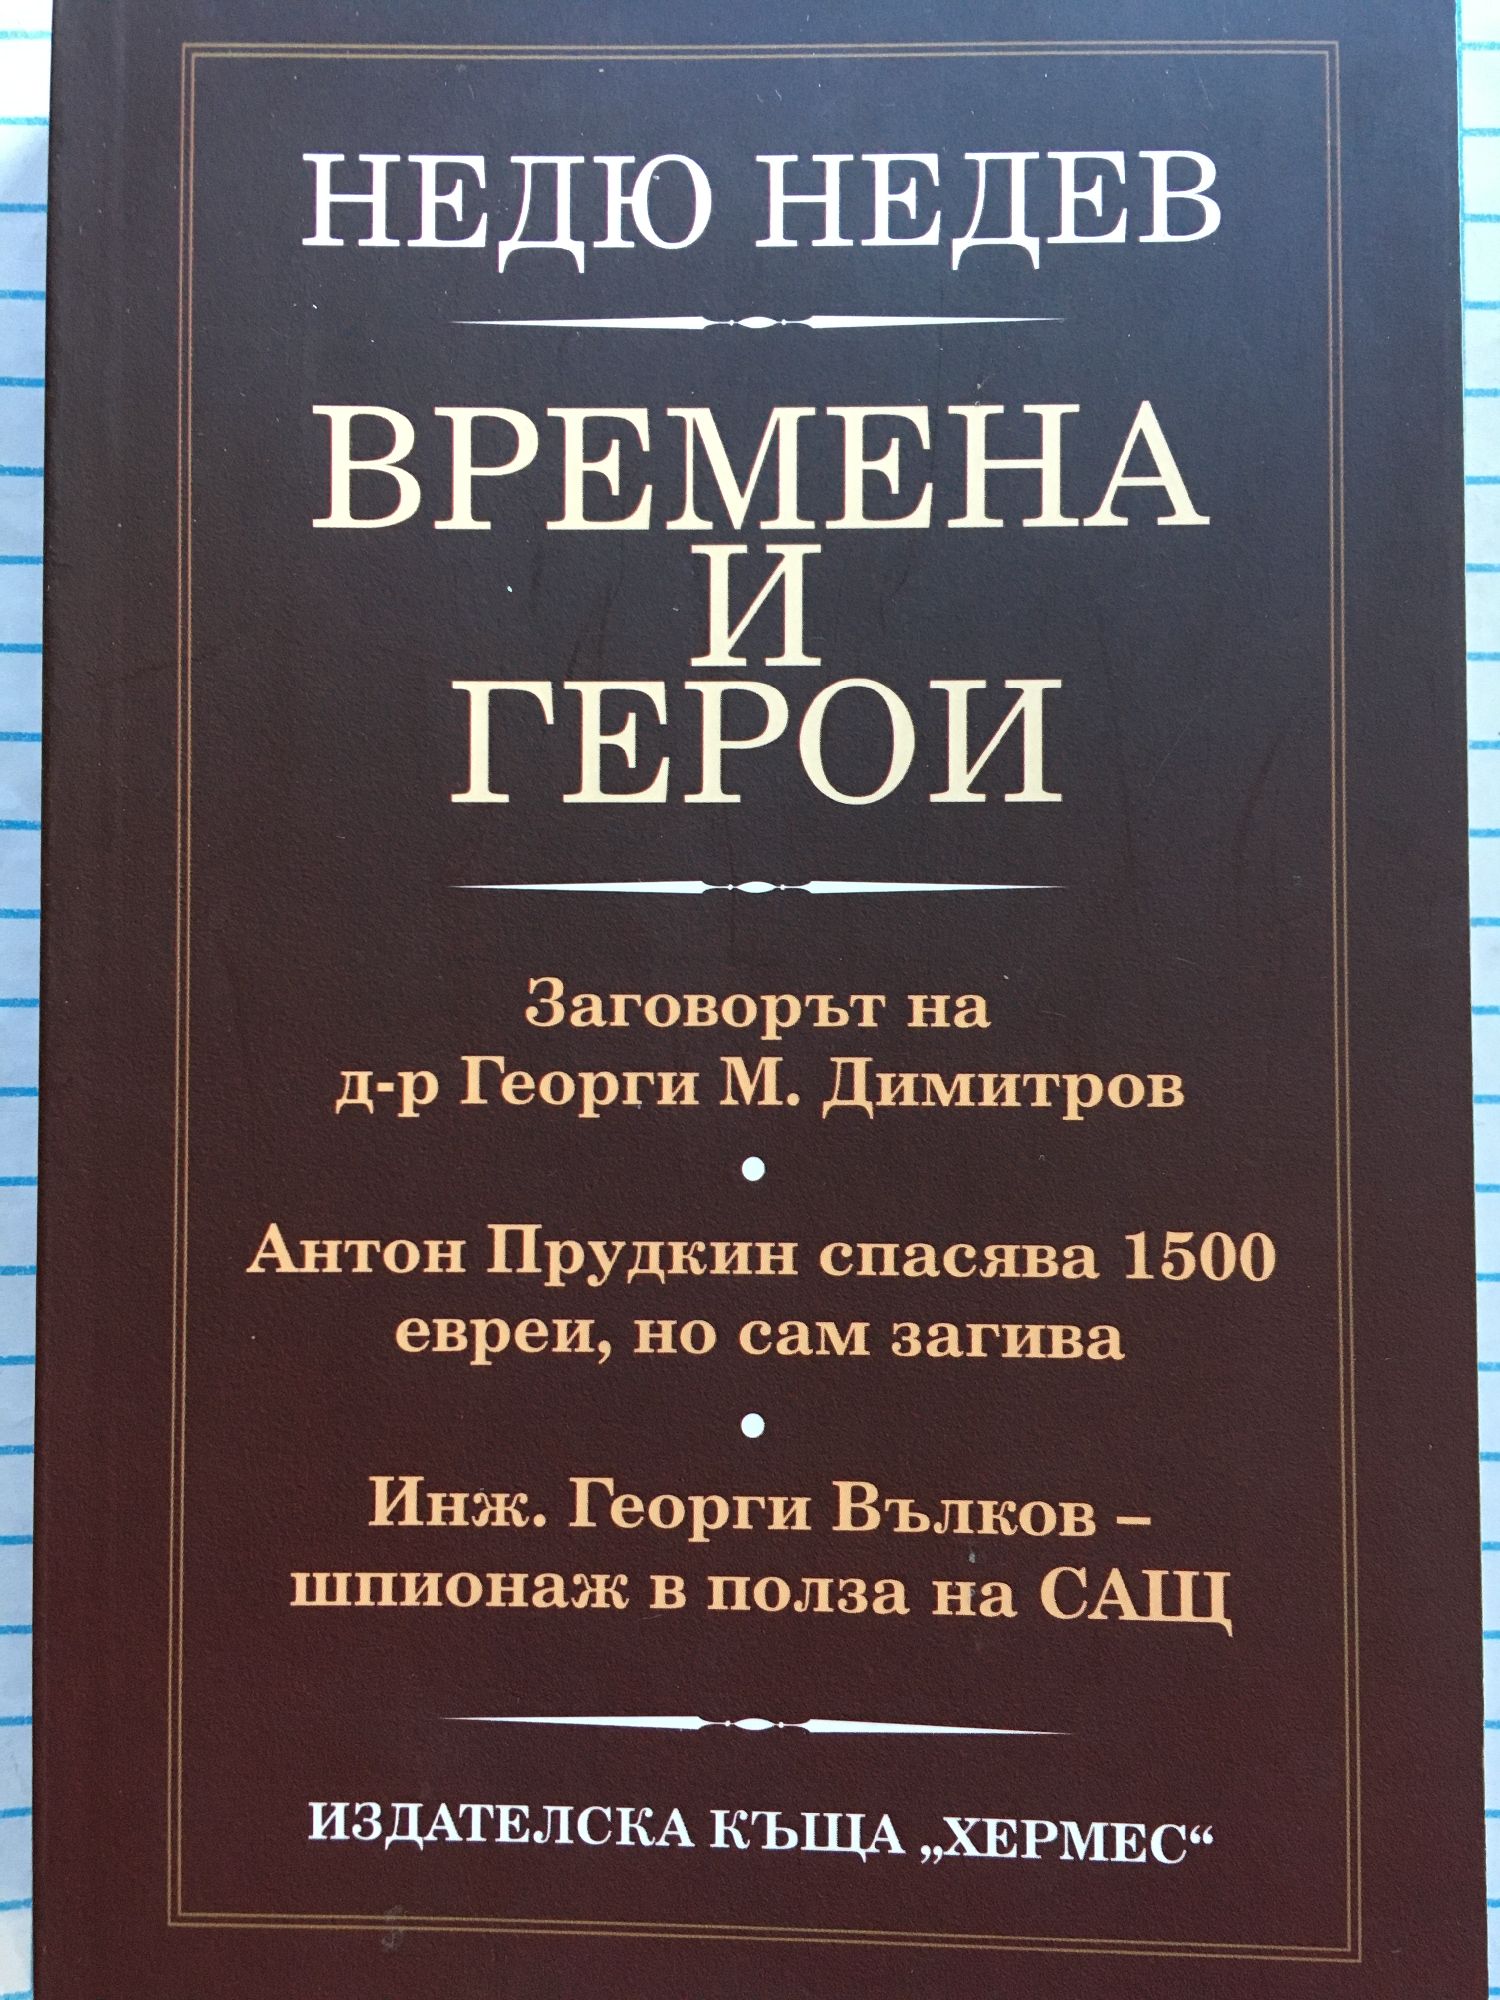 НЕДЮ НЕДЕВ
ВРЕМЕНА
И
ГЕРОИ
Заговорът на
д-р Георги М. Димитров
•
Антон Прудкин спасява 1500
евреи, но сам загива
•
Инж. Георги Вълков –
шпионаж в полза на САЩ
ИЗДАТЕЛСКА КЪЩА „ХЕРМЕС“